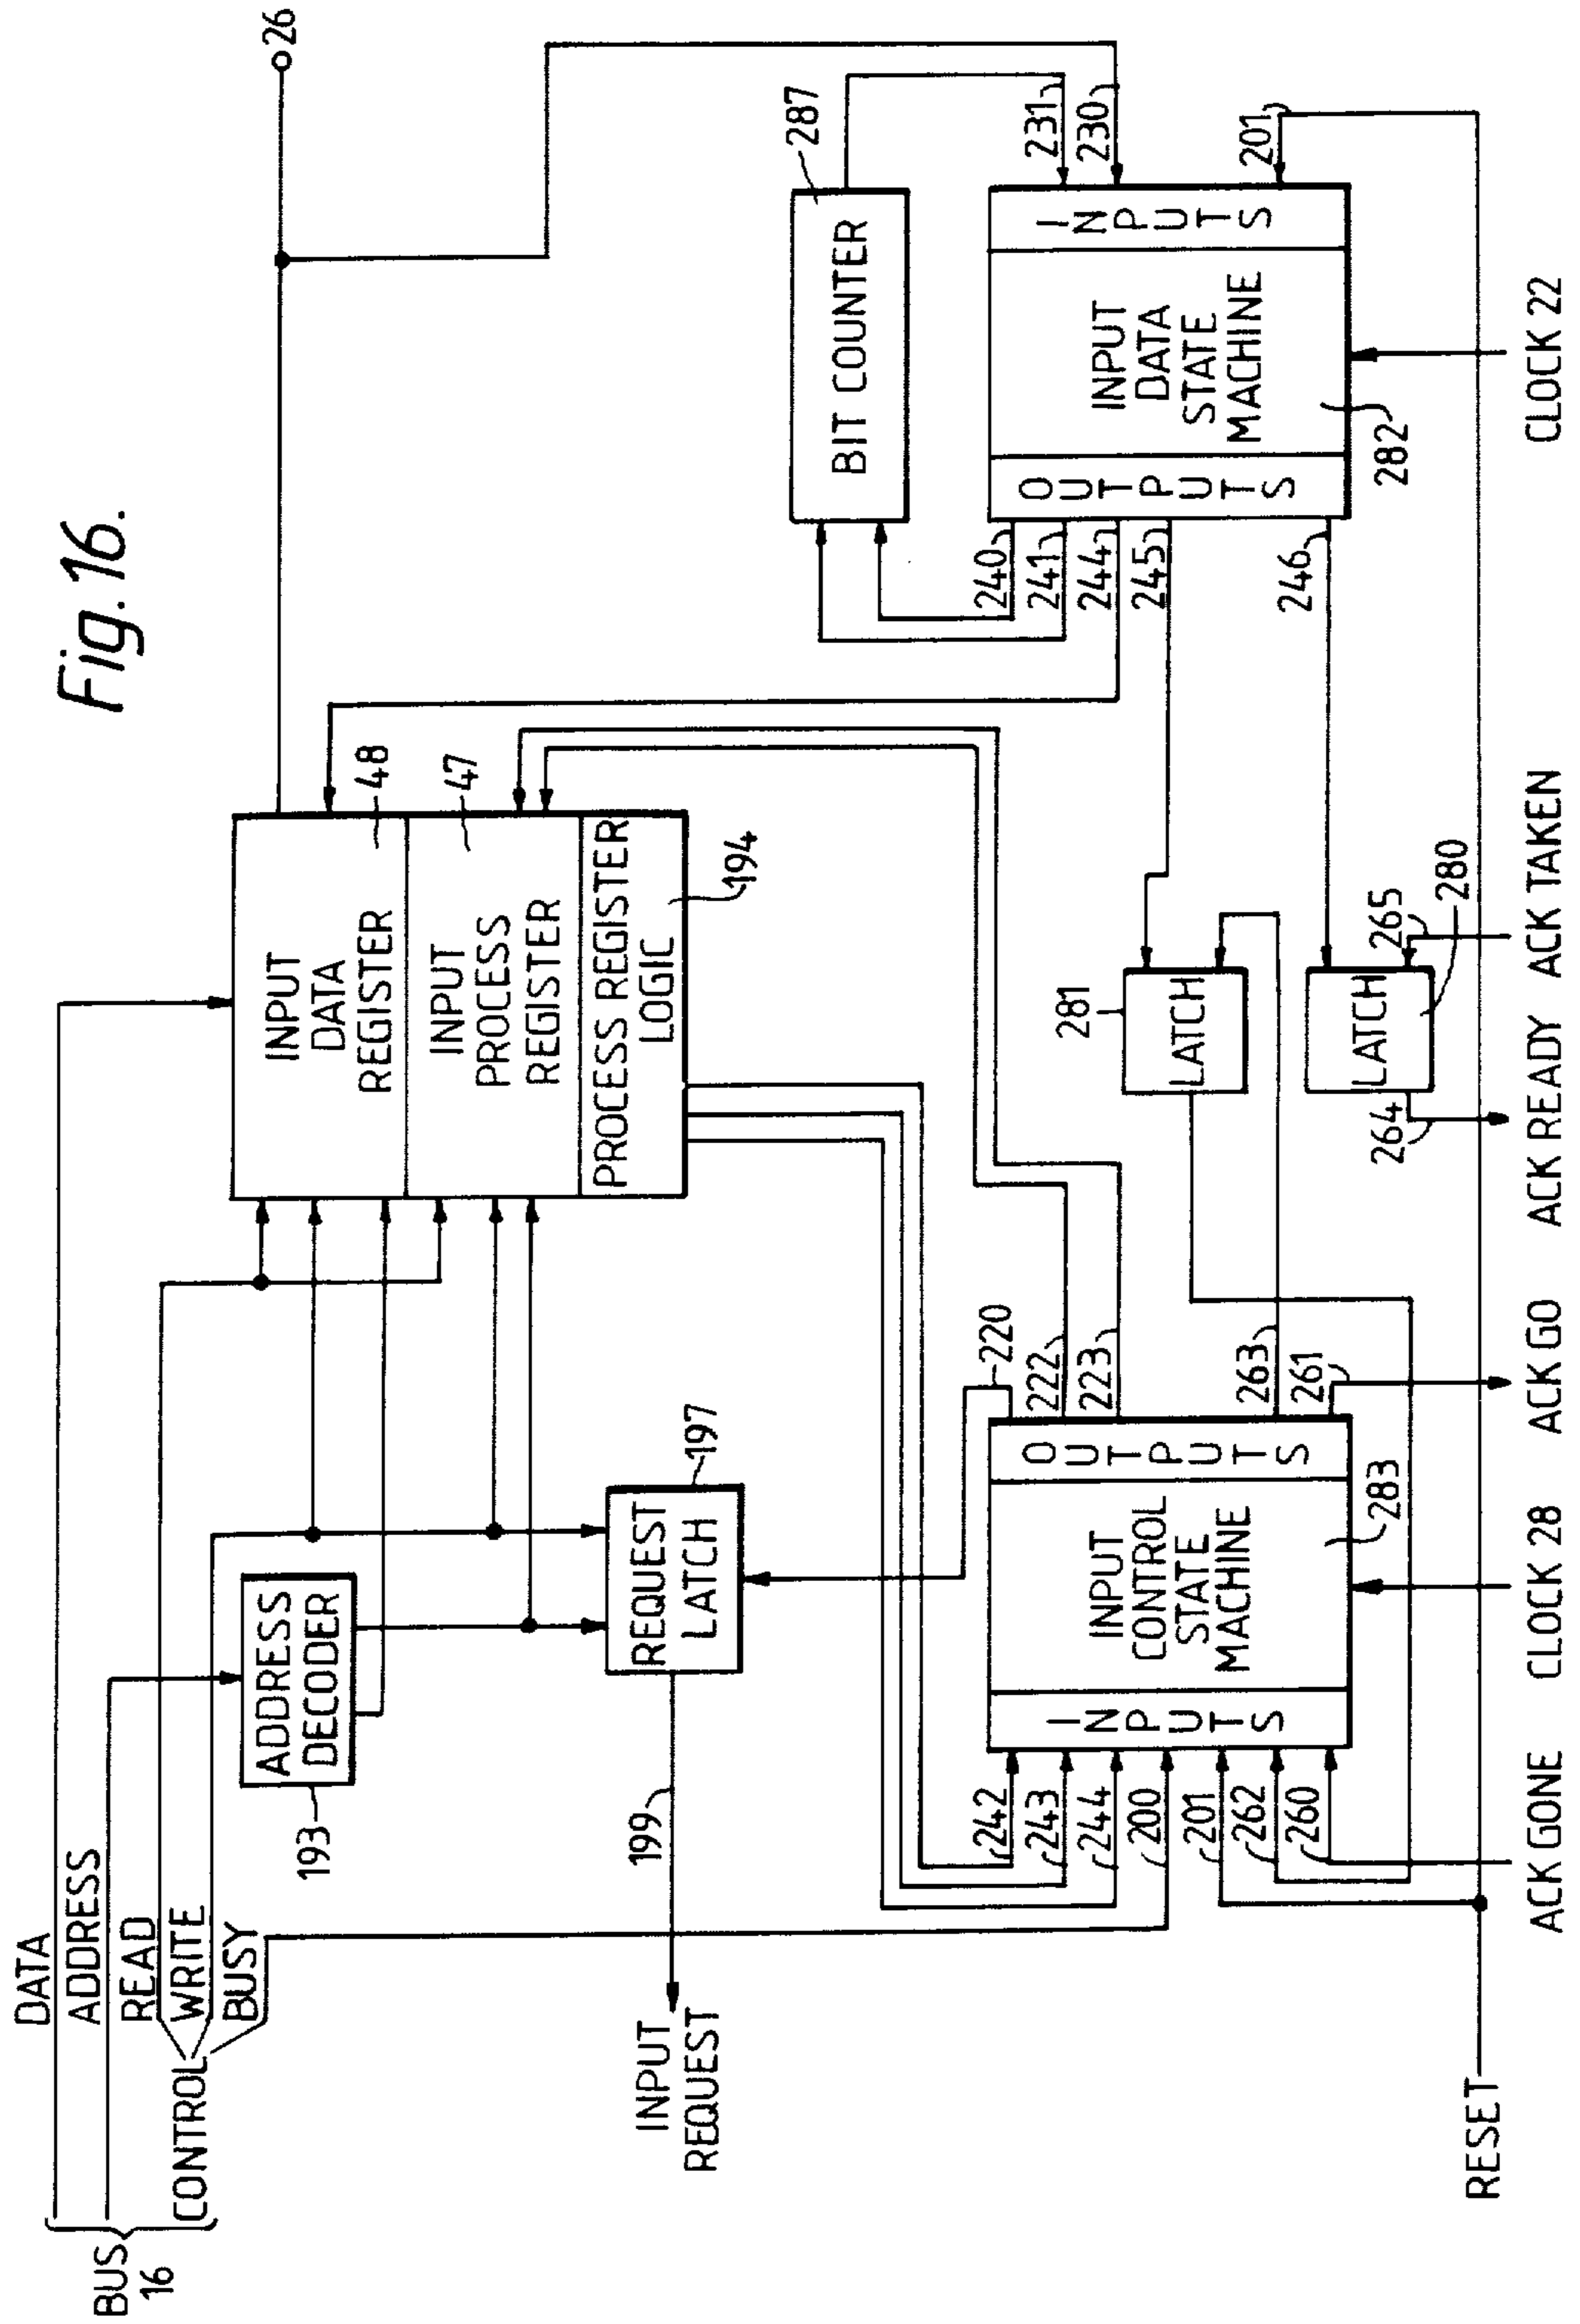 Fig. 16.
BUS
16
DATA
ADDRESS
CONTROL
READ
WRITE
BUSY
193
ADDRESS
DECODER
INPUT
DATA
REGISTER
48
INPUT
PROCESS
REGISTER
47
PROCESS REGISTER
LOGIC
194
26
199
INPUT
REQUEST
REQUEST
LATCH
197
BIT COUNTER
287
242
243
244
200
201
262
260
INPUTS
INPUT
CONTROL
STATE
MACHINE
283
OUTPUTS
220
222
223
263
261
281
LATCH
LATCH
280
264
265
240
241
244
245
246
OUTPUTS
INPUT
DATA
STATE
MACHINE
282
INPUTS
231
230
201
RESET
ACK GONE
CLOCK 28
ACK GO
ACK READY
ACK TAKEN
CLOCK 22